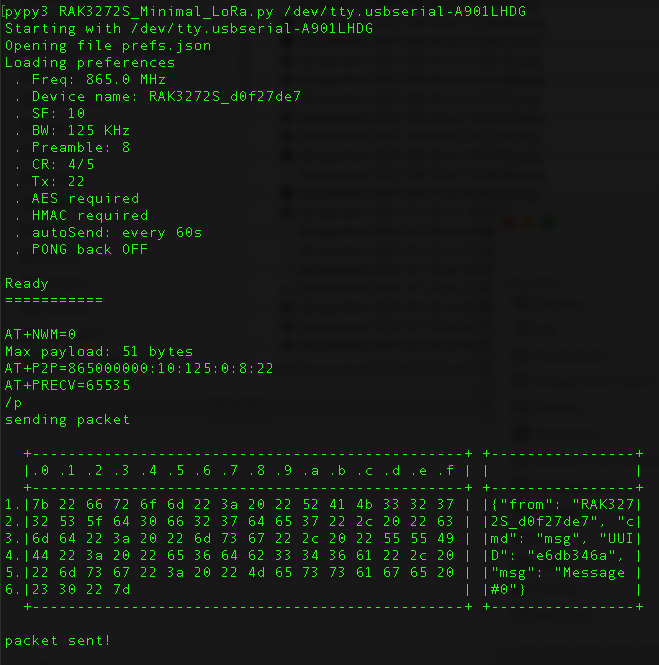 [pypy3 RAK3272S_Minimal_LoRa.py /dev/tty.usbserial-A901LHDG
Starting with /dev/tty.usbserial-A901LHDG
Opening file prefs.json
Loading preferences
 . Freq: 865.0 MHz
 . Device name: RAK3272S_d0f27de7
 . SF: 10
 . BW: 125 KHz
 . Preamble: 8
 . CR: 4/5
 . Tx: 22
 . AES required
 . HMAC required
 . autoSend: every 60s
 . PONG back OFF
Ready
===========
AT+NWM=0
Max payload: 51 bytes
AT+P2P=865000000:10:125:0:8:22
AT+PRECV=65535
/p
sending packet
  +-------------------------------------------------+ +----------------+
  |.0 .1 .2 .3 .4 .5 .6 .7 .8 .9 .a .b .c .d .e .f | |                |
  +-------------------------------------------------+ +----------------+
1.|7b 22 66 72 6f 6d 22 3a 20 22 52 41 4b 33 32 37 | |{"from": "RAK327|
2.|32 53 5f 64 30 66 32 37 64 65 37 22 2c 20 22 63 | |2S_d0f27de7", "c|
3.|6d 64 22 3a 20 22 6d 73 67 22 2c 20 22 55 55 49 | |md": "msg", "UUI|
4.|44 22 3a 20 22 65 36 64 62 33 34 36 61 22 2c 20 | |D": "e6db346a", |
5.|22 6d 73 67 22 3a 20 22 4d 65 73 73 61 67 65 20 | |"msg": "Message |
6.|23 30 22 7d                                     | |#0"}            |
  +-------------------------------------------------+ +----------------+
packet sent!